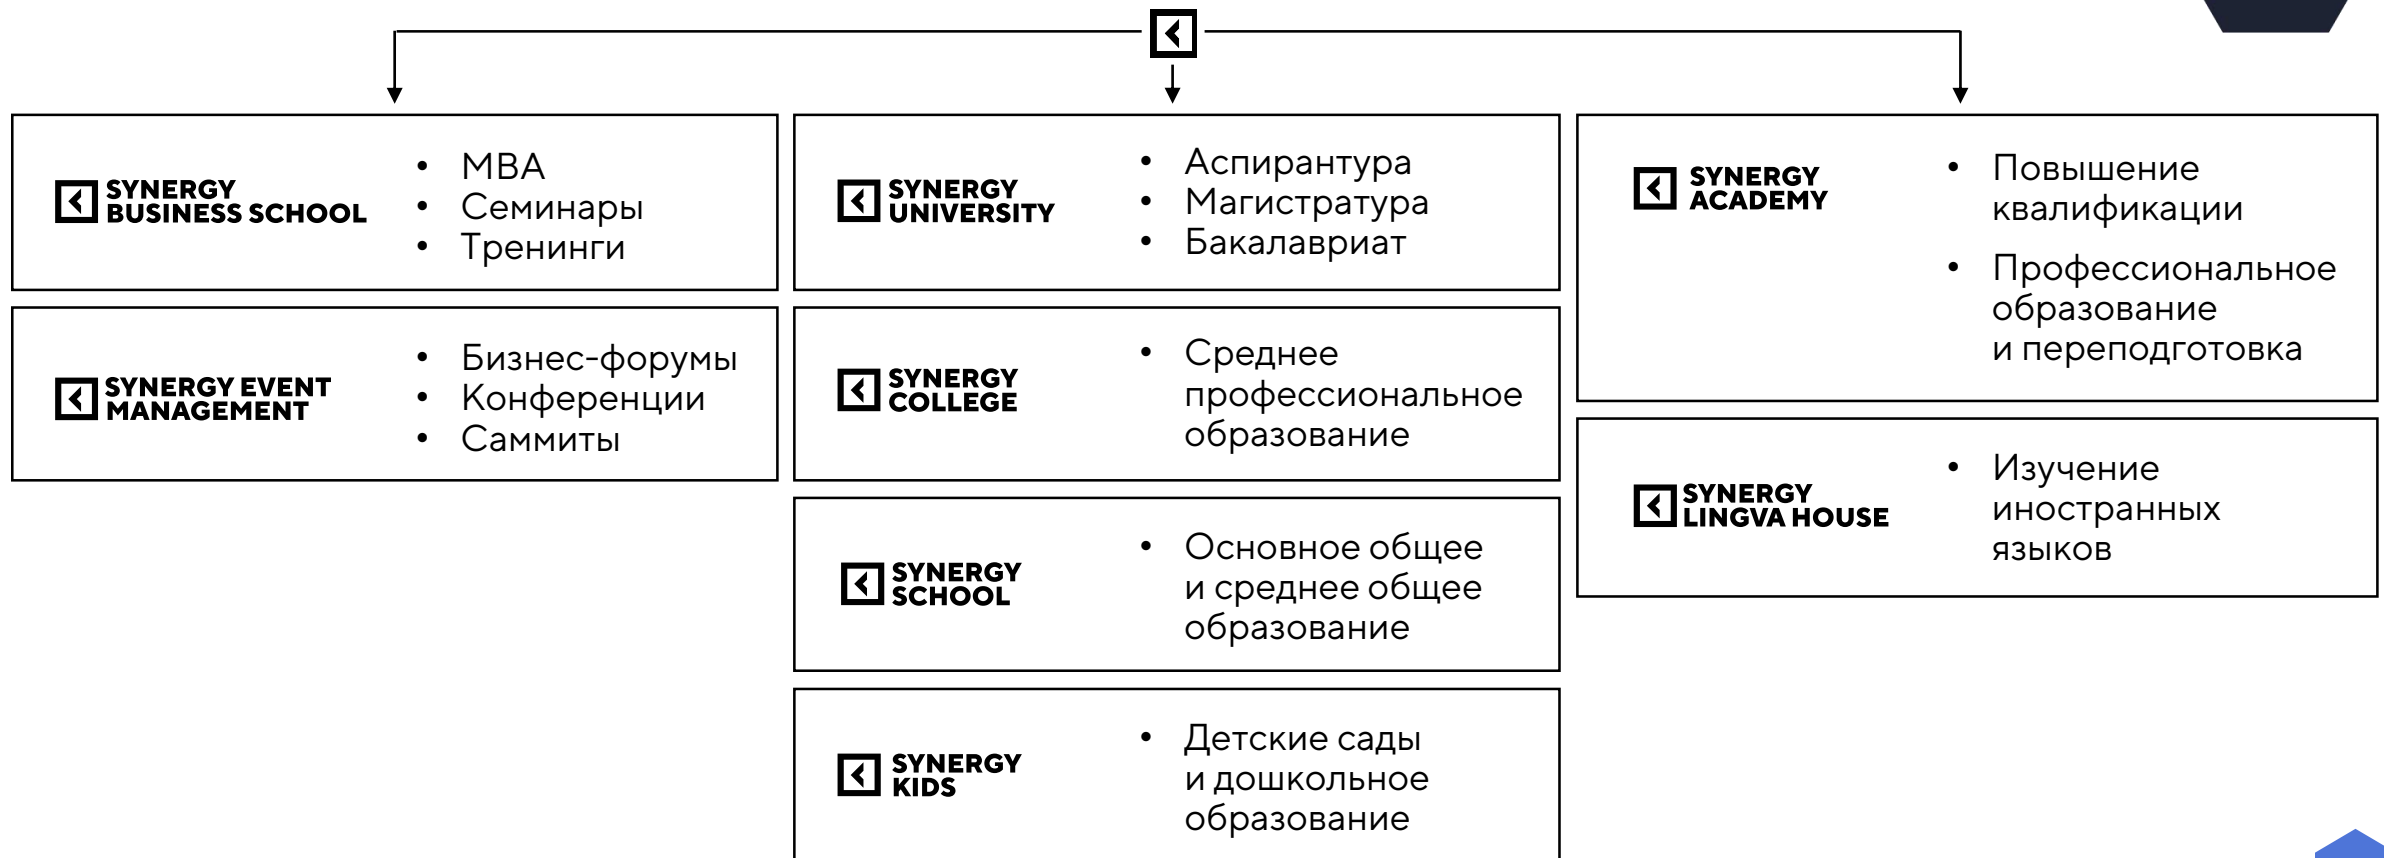 SYNERGY
BUSINESS SCHOOL
• MBA
• Семинары
• Тренинги
SYNERGY EVENT
MANAGEMENT
• Бизнес-форумы
• Конференции
• Саммиты
SYNERGY
UNIVERSITY
• Аспирантура
• Магистратура
• Бакалавриат
SYNERGY
COLLEGE
• Среднее
профессиональное
образование
SYNERGY
SCHOOL
• Основное общее
и среднее общее
образование
SYNERGY
KIDS
• Детские сады
и дошкольное
образование
SYNERGY
ACADEMY
• Повышение
квалификации
• Профессиональное
образование
и переподготовка
SYNERGY
LINGVA HOUSE
• Изучение
иностранных
языков